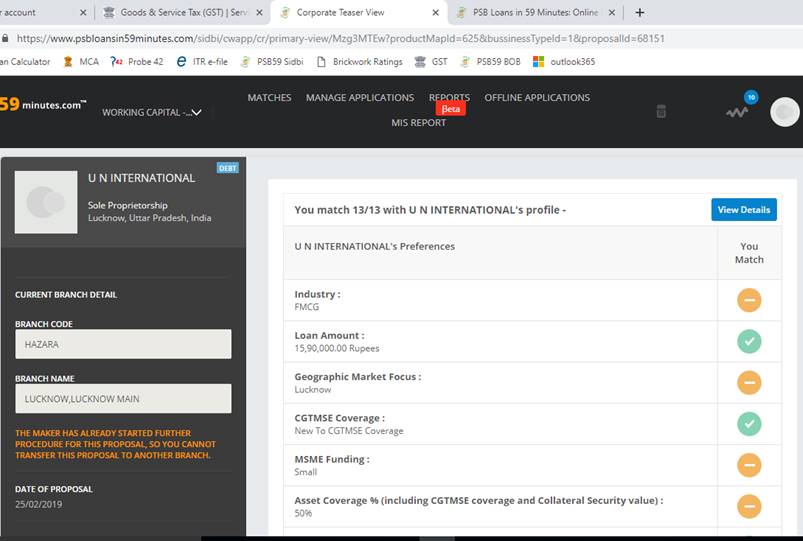 r account
Goods & Service Tax (GST) | Servi
Corporate Teaser View
PSB Loans in 59 Minutes: Online
https://www.psbloansin59minutes.com/sidbi/cwapp/cr/primary-view/Mzg3MTEw?productMapId=625&bussinessTypeId=1&proposalId=68151
an Calculator
MCA
Probe 42
ITR e-file
PSB59 Sidbi
Brickwork Ratings
GST
PSB59 BOB
outlook365
59 minutes.com™
WORKING CAPITAL -...
MATCHES
MANAGE APPLICATIONS
REPORTS
βeta
OFFLINE APPLICATIONS
MIS REPORT
10
DEBT
U N INTERNATIONAL
Sole Proprietorship
Lucknow, Uttar Pradesh, India
CURRENT BRANCH DETAIL
BRANCH CODE
HAZARA
BRANCH NAME
LUCKNOW,LUCKNOW MAIN
THE MAKER HAS ALREADY STARTED FURTHER
PROCEDURE FOR THIS PROPOSAL, SO YOU CANNOT
TRANSFER THIS PROPOSAL TO ANOTHER BRANCH.
DATE OF PROPOSAL
25/02/2019
You match 13/13 with U N INTERNATIONAL's profile -
View Details
U N INTERNATIONAL's Preferences
You
Match
Industry :
FMCG
Loan Amount :
15,90,000.00 Rupees
Geographic Market Focus :
Lucknow
CGTMSE Coverage :
New To CGTMSE Coverage
MSME Funding :
Small
Asset Coverage % (including CGTMSE coverage and Collateral Security value) :
50%